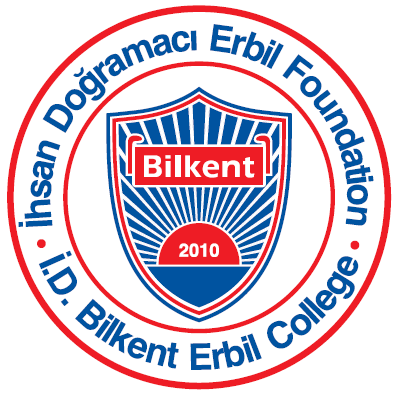 İhsan Doğramacı Erbil Foundation
Bilkent
2010
• İ.D. Bilkent Erbil College •